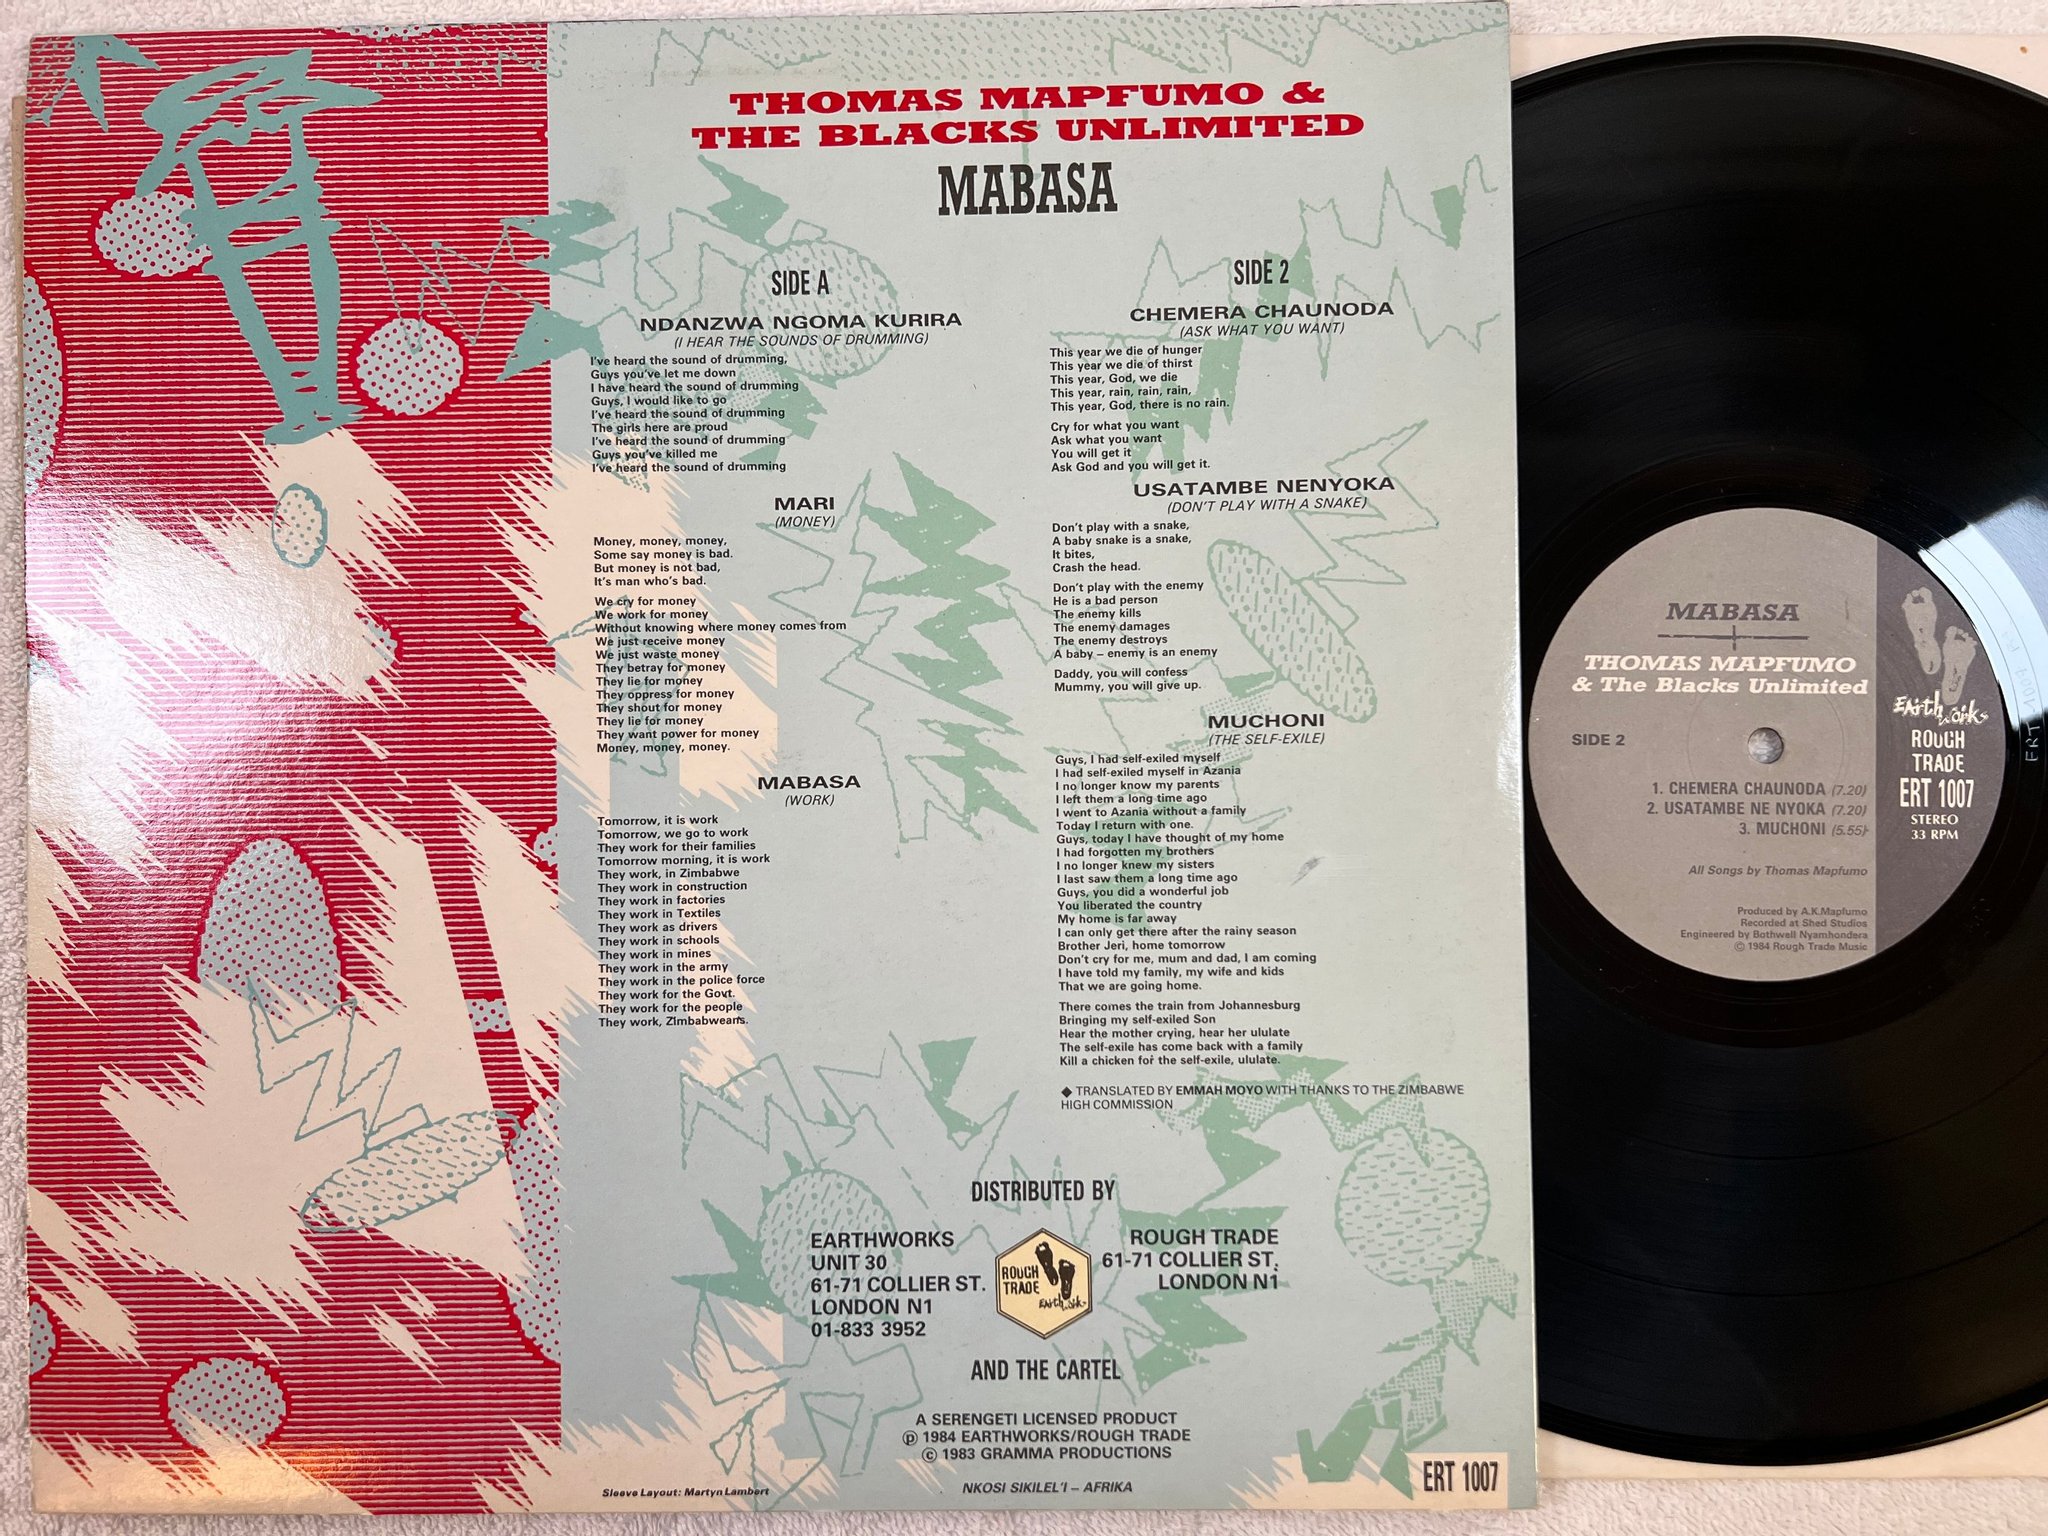 THOMAS MAPFUMO &
THE BLACKS UNLIMITED
MABASA
SIDE A
NDANZWA NGOMA KURIRA
(I HEAR THE SOUNDS OF DRUMMING)
I've heard the sound of drumming,
Guys you've let me down
I have heard the sound of drumming
Guys, I would like to go
I've heard the sound of drumming
The girls here are proud
I've heard the sound of drumming
Guys you've killed me
I've heard the sound of drumming
MARI
(MONEY)
Money, money, money,
Some say money is bad.
But money is not bad,
It's man who's bad.
We cry for money
We work for money
Without knowing where money comes from
We just receive money
We just waste money
They betray for money
They lie for money
They oppress for money
They shout for money
They lie for money
They want power for money
Money, money, money.
MABASA
(WORK)
Tomorrow, it is work
Tomorrow, we go to work
They work for their families
Tomorrow morning, it is work
They work, in Zimbabwe
They work in construction
They work in factories
They work in Textiles
They work as drivers
They work in schools
They work in mines
They work in the army
They work in the police force
They work for the Govt.
They work for the people
They work, Zimbabweans.
SIDE 2
CHEMERA CHAUNODA
(ASK WHAT YOU WANT)
This year we die of hunger
This year we die of thirst
This year, God, we die
This year, rain, rain, rain,
This year, God, there is no rain.
Cry for what you want
Ask what you want
You will get it
Ask God and you will get it.
USATAMBE NENYOKA
(DON'T PLAY WITH A SNAKE)
Don't play with a snake,
A baby snake is a snake,
It bites,
Crash the head.
Don't play with the enemy
He is a bad person
The enemy kills
The enemy damages
The enemy destroys
A baby – enemy is an enemy
Daddy, you will confess
Mummy, you will give up.
MUCHONI
(THE SELF-EXILE)
Guys, I had self-exiled myself
I had self-exiled myself in Azania
I no longer know my parents
I left them a long time ago
I went to Azania without a family
Today I return with one.
Guys, today I have thought of my home
I had forgotten my brothers
I no longer knew my sisters
I last saw them a long time ago
Guys, you did a wonderful job
You liberated the country
My home is far away
I can only get there after the rainy season
Brother Jeri, home tomorrow
Don't cry for me, mum and dad, I am coming
I have told my family, my wife and kids
That we are going home.
There comes the train from Johannesburg
Bringing my self-exiled Son
Hear the mother crying, hear her ululate
The self-exile has come back with a family
Kill a chicken for the self-exile, ululate.
◆ TRANSLATED BY EMMAH MOYO WITH THANKS TO THE ZIMBABWE
HIGH COMMISSION
DISTRIBUTED BY
EARTHWORKS
UNIT 30
61-71 COLLIER ST.
LONDON N1
01-833 3952
ROUGH
TRADE
Earthworks
ROUGH TRADE
61-71 COLLIER ST.
LONDON N1
AND THE CARTEL
A SERENGETI LICENSED PRODUCT
℗ 1984 EARTHWORKS/ROUGH TRADE
© 1983 GRAMMA PRODUCTIONS
NKOSI SIKILEL'I – AFRIKA
Sleeve Layout: Martyn Lambert
ERT 1007
MABASA
THOMAS MAPFUMO
& The Blacks Unlimited
SIDE 2
1. CHEMERA CHAUNODA (7.20)
2. USATAMBE NE NYOKA (7.20)
3. MUCHONI (5.55)
All Songs by Thomas Mapfumo
Produced by A.K.Mapfumo
Recorded at Shed Studios
Engineered by Bothwell Nyamhondera
© 1984 Rough Trade Music
Earthworks
ROUGH
TRADE
ERT 1007
STEREO
33 RPM